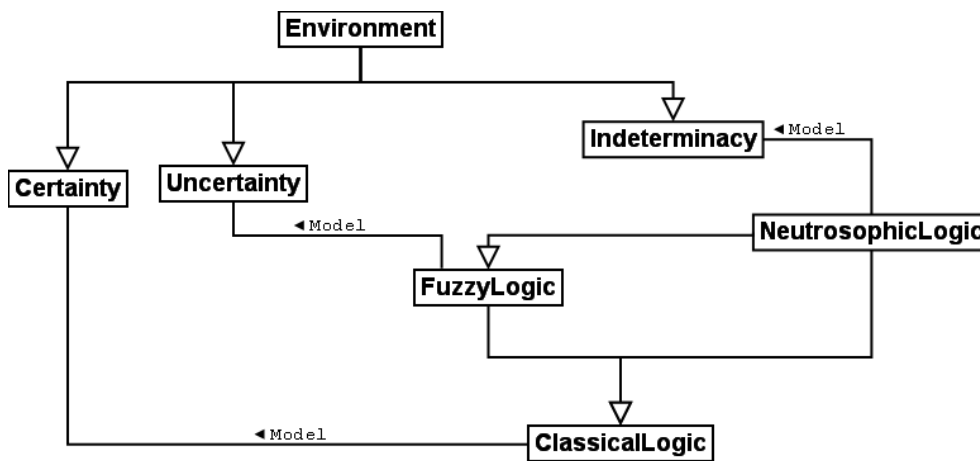 Environment
Indeterminacy
◄ Model
Certainty
Uncertainty
◄ Model
NeutrosophicLogic
FuzzyLogic
◄ Model
ClassicalLogic